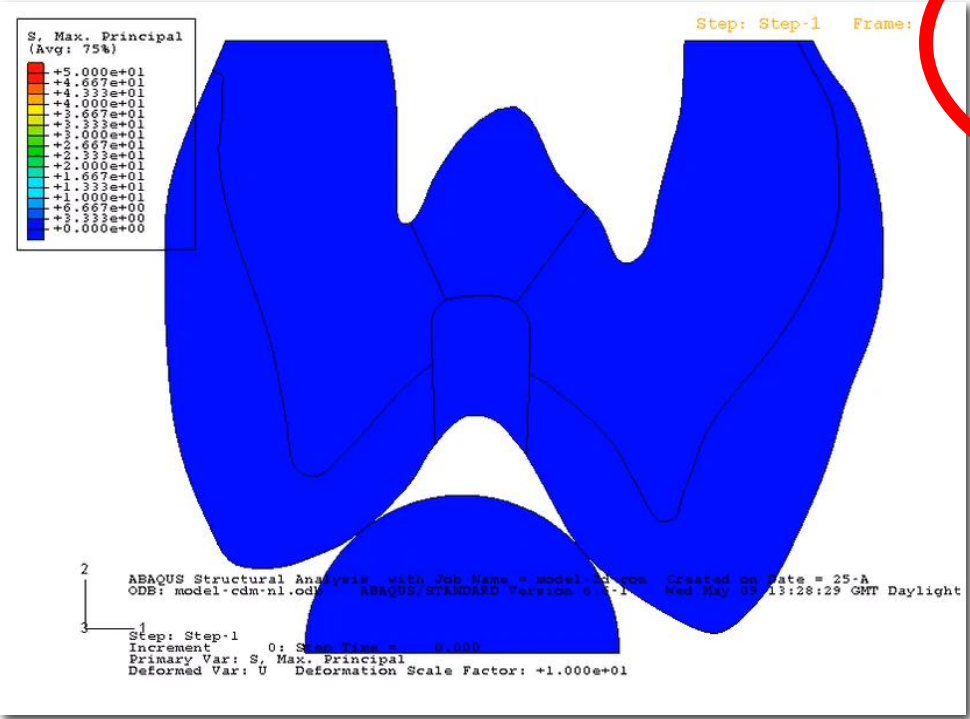 Step: Step-1 Frame:
S, Max. Principal
(Avg: 75%)
+5.000e+01
+4.667e+01
+4.333e+01
+4.000e+01
+3.667e+01
+3.333e+01
+3.000e+01
+2.667e+01
+2.333e+01
+2.000e+01
+1.667e+01
+1.333e+01
+1.000e+01
+6.667e+00
+3.333e+00
+0.000e+00
2
3
1
ABAQUS Structural Analysis with Job Name = Created on Date = 25-A
ODB: model-cdm-nl.odb ABAQUS/STANDARD Version Wed May 09 13:28:29 GMT Daylight
Step: Step-1
Increment 0: Step Time = 0.000
Primary Var: S, Max. Principal
Deformed Var: U Deformation Scale Factor: +1.000e+01